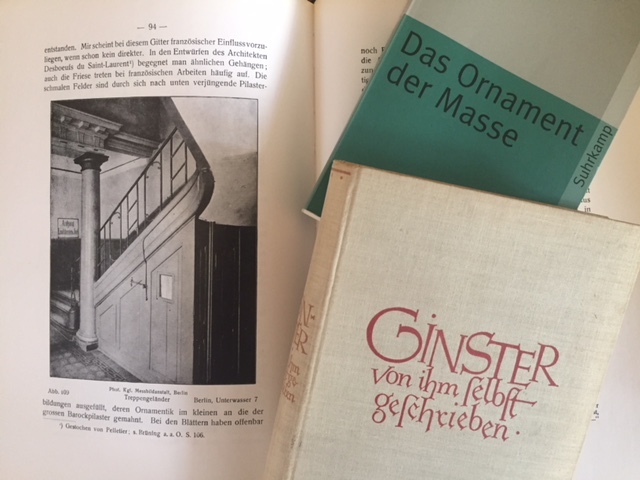 — 94 —
entstanden. Mir scheint bei diesem Gitter französischer Einfluss vorzu-
liegen, wenn schon kein direkter. In den Entwürfen des Architekten
Desboeufs du Saint-Laurent¹) begegnet man ähnlichen Gehängen;
auch die Friese treten bei französischen Arbeiten häufig auf. Die
schmalen Felder sind durch sich nach unten verjüngende Pilaster-
Abb. 109
Phot. Kgl. Messbildanstalt, Berlin
Treppengeländer
Berlin, Unterwasser 7
bildungen ausgefüllt, deren Ornamentik im kleinen an die der
grossen Barockpilaster gemahnt. Bei den Blättern haben offenbar
¹) Gestochen von Pelletier; s. Brüning a. a. O. S. 106.
noch
Das Ornament
der Masse
Suhrkamp
GINSTER
von ihm selbst
geschrieben.